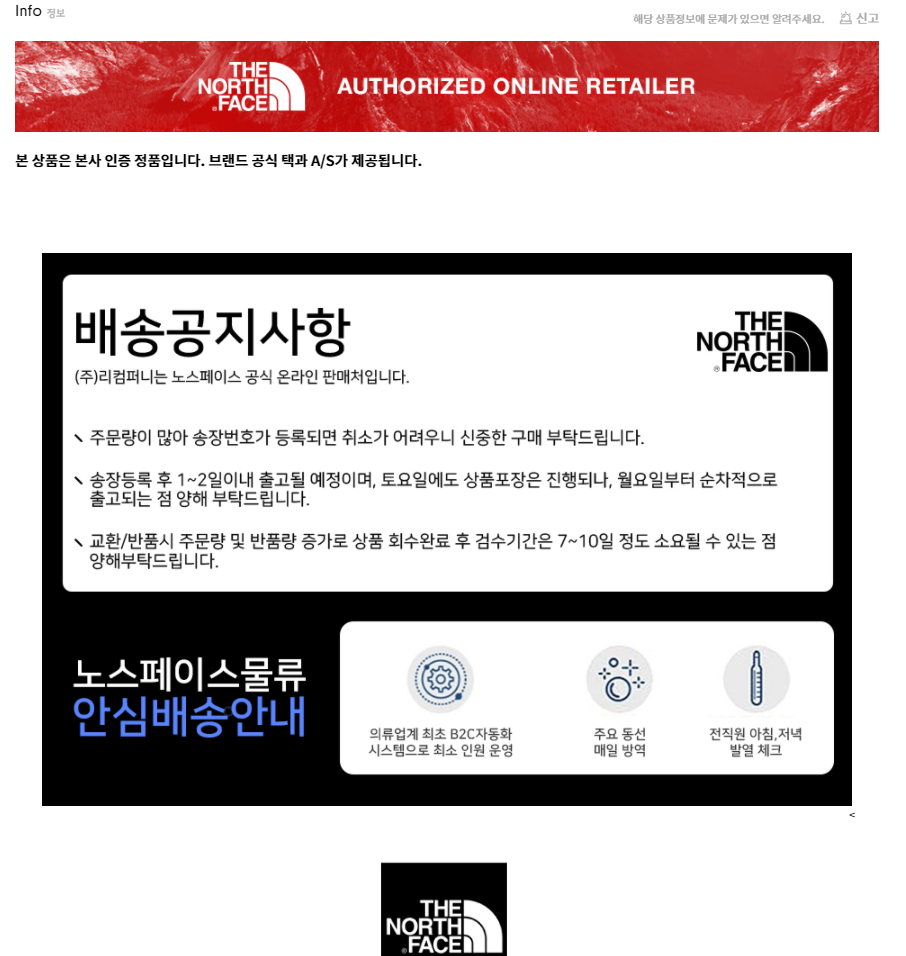 Info 정보
해당 상품정보에 문제가 있으면 알려주세요. 신고
THE
NORTH
FACE
AUTHORIZED ONLINE RETAILER
본 상품은 본사 인증 정품입니다. 브랜드 공식 택과 A/S가 제공됩니다.
배송공지사항
(주)리컴퍼니는 노스페이스 공식 온라인 판매처입니다.
THE
NORTH
®FACE
주문량이 많아 송장번호가 등록되면 취소가 어려우니 신중한 구매 부탁드립니다.
송장등록 후 1~2일이내 출고될 예정이며, 토요일에도 상품포장은 진행되나, 월요일부터 순차적으로
출고되는 점 양해 부탁드립니다.
교환/반품시 주문량 및 반품량 증가로 상품 회수완료 후 검수기간은 7~10일 정도 소요될 수 있는 점
양해부탁드립니다.
노스페이스물류
안심배송안내
의류업계 최초 B2C자동화
시스템으로 최소 인원 운영
주요 동선
매일 방역
전직원 아침,저녁
발열 체크
<
THE
NORTH
FACE